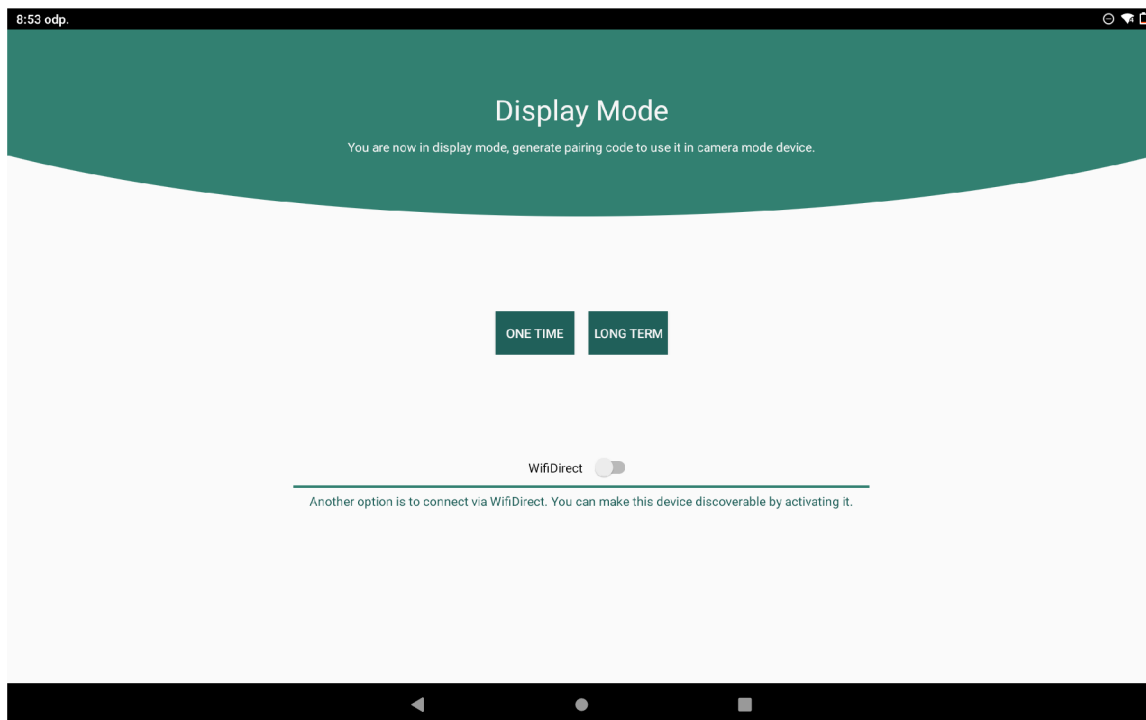 8:53 odp.
Display Mode
You are now in display mode, generate pairing code to use it in camera mode device.
ONE TIME LONG TERM
WifiDirect
Another option is to connect via WifiDirect. You can make this device discoverable by activating it.